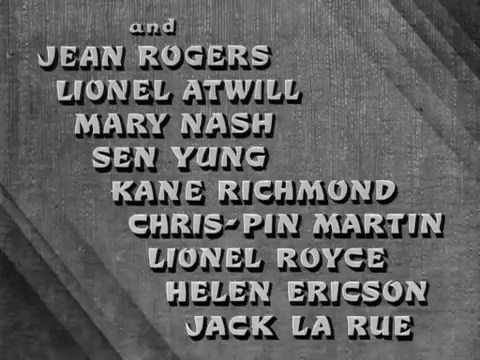 and
JEAN ROGERS
LIONEL ATWILL
MARY NASH
SEN YUNG
KANE RICHMOND
CHRIS-PIN MARTIN
LIONEL ROYCE
HELEN ERICSON
JACK LA RUE